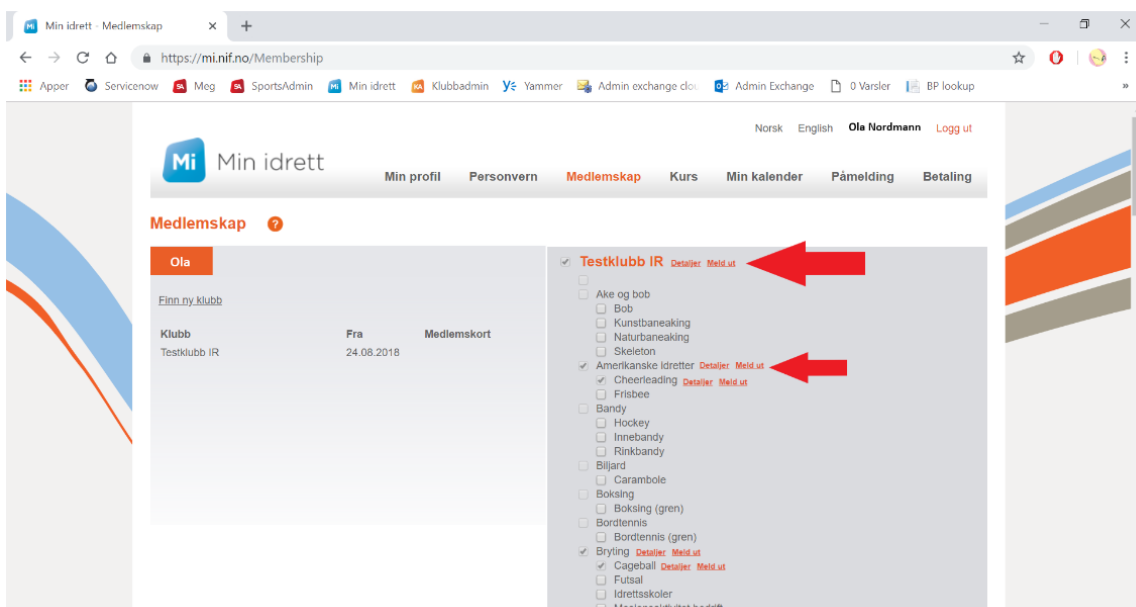 Min idrett - Medlemskap
https://mi.nif.no/Membership
Apper Servicenow Meg SportsAdmin Min idrett Klubbadmin Yammer Admin exchange clou Admin Exchange 0 Varsler BP lookup »
Norsk English Ola Nordmann Logg ut
Mi Min idrett
Min profil Personvern Medlemskap Kurs Min kalender Påmelding Betaling
Medlemskap ?
Ola
Finn ny klubb
Klubb Fra Medlemskort
Testklubb IR 24.08.2018
Testklubb IR Detaljer Meld ut
Ake og bob
Bob
Kunstbaneaking
Naturbaneaking
Skeleton
Amerikanske idretter Detaljer Meld ut
Cheerleading Detaljer Meld ut
Frisbee
Bandy
Hockey
Innebandy
Rinkbandy
Biljard
Carambole
Boksing
Boksing (gren)
Bordtennis
Bordtennis (gren)
Bryting Detaljer Meld ut
Cageball Detaljer Meld ut
Futsal
Idrettsskoler